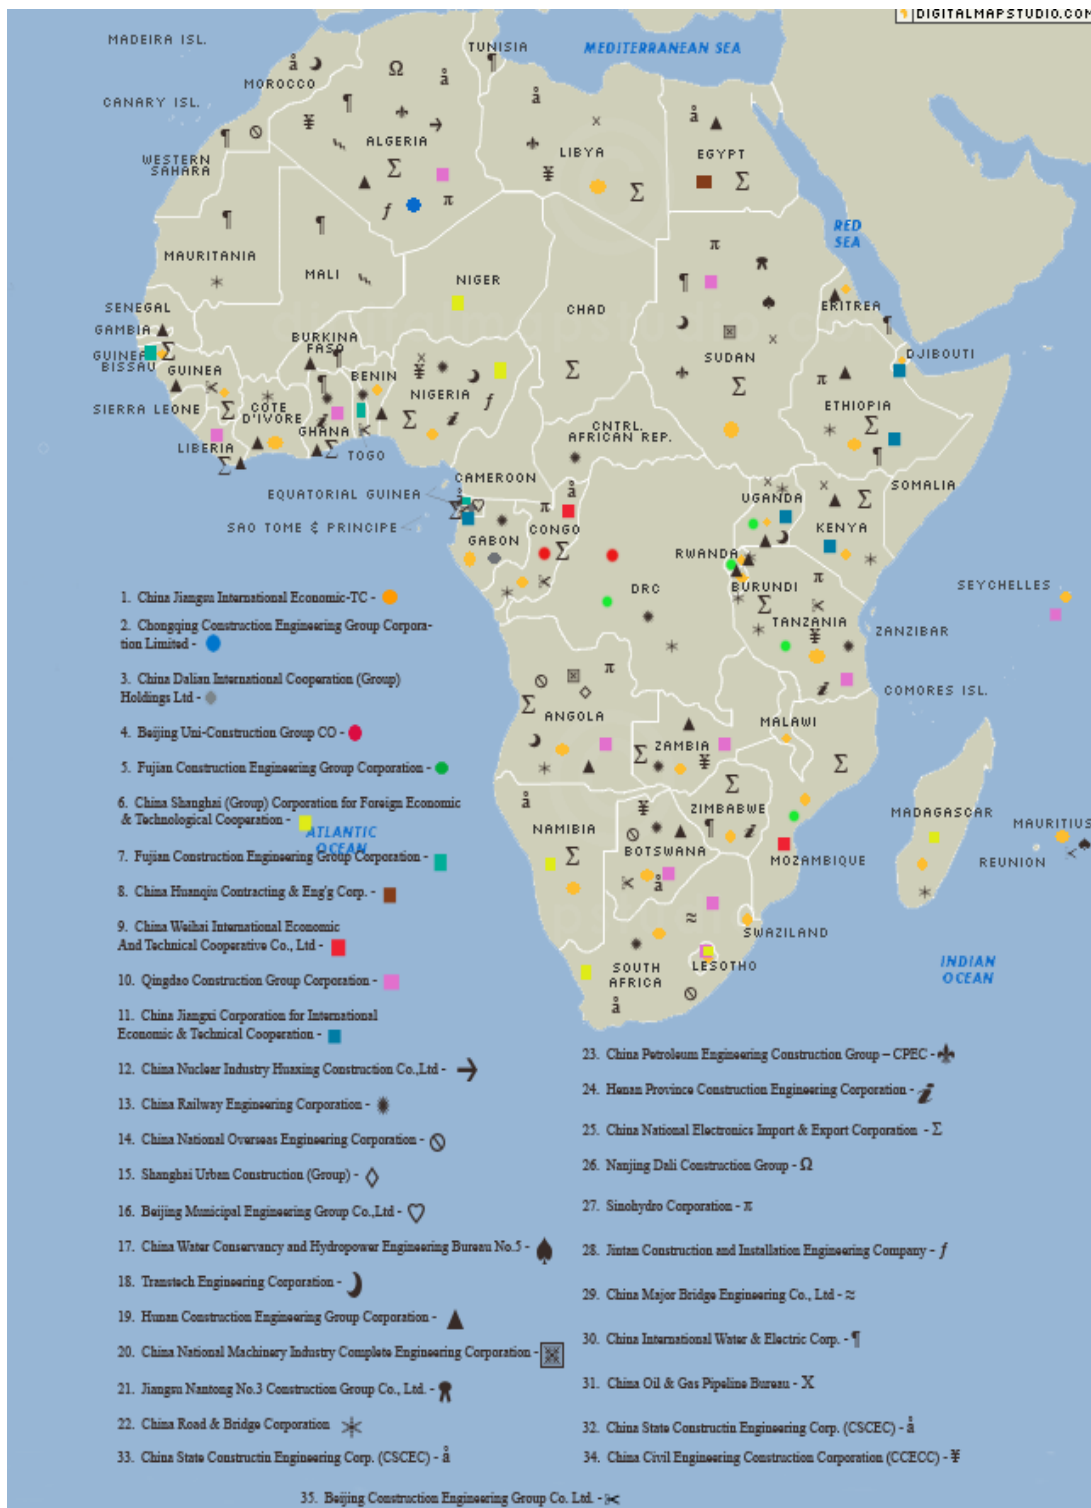 DIGITALMAPSTUDIO.COM
MADEIRA ISL.
TUNISIA
MEDITERRANEAN SEA
MOROCCO
CANARY ISL.
ALGERIA
LIBYA
EGYPT
WESTERN
SAHARA
RED
SEA
MAURITANIA
MALI
NIGER
CHAD
SUDAN
ERITREA
SENEGAL
GAMBIA
GUINEA
BISSAU
GUINEA
BURKINA
FASO
BENIN
NIGERIA
DJIBOUTI
ETHIOPIA
SIERRA LEONE
COTE
D'IVORE
GHANA
LIBERIA
TOGO
CNTRL.
AFRICAN REP.
CAMEROON
SOMALIA
EQUATORIAL GUINEA
UGANDA
SAO TOME & PRINCIPE
CONGO
KENYA
GABON
RWANDA
DRC
BURUNDI
SEYCHELLES
TANZANIA
ZANZIBAR
COMORES ISL.
ANGOLA
ZAMBIA
MALAWI
ZIMBABWE
MADAGASCAR
MAURITIUS
NAMIBIA
BOTSWANA
MOZAMBIQUE
REUNION
ATLANTIC
OCEAN
SWAZILAND
SOUTH
AFRICA
LESOTHO
INDIAN
OCEAN
1. China Jiangsu International Economic-TC -
2. Chongqing Construction Engineering Group Corpora-
tion Limited -
3. China Dalian International Cooperation (Group)
Holdings Ltd -
4. Beijing Uni-Construction Group CO -
5. Fujian Construction Engineering Group Corporation -
6. China Shanghai (Group) Corporation for Foreign Economic
& Technological Cooperation -
7. Fujian Construction Engineering Group Corporation -
8. China Huanqiu Contracting & Eng'g Corp. -
9. China Weihai International Economic
And Technical Cooperative Co., Ltd -
10. Qingdao Construction Group Corporation -
11. China Jiangxi Corporation for International
Economic & Technical Cooperation -
12. China Nuclear Industry Huaxing Construction Co.,Ltd - →
13. China Railway Engineering Corporation -
14. China National Overseas Engineering Corporation -
15. Shanghai Urban Construction (Group) - ◊
16. Beijing Municipal Engineering Group Co.,Ltd - ♡
17. China Water Conservancy and Hydropower Engineering Bureau No.5 - ♠
18. Transtech Engineering Corporation -
19. Hunan Construction Engineering Group Corporation - ▲
20. China National Machinery Industry Complete Engineering Corporation -
21. Jiangsu Nantong No.3 Construction Group Co., Ltd. -
22. China Road & Bridge Corporation
33. China State Constructin Engineering Corp. (CSCEC) - å
23. China Petroleum Engineering Construction Group – CPEC -
24. Henan Province Construction Engineering Corporation - i
25. China National Electronics Import & Export Corporation - Σ
26. Nanjing Dali Construction Group - Ω
27. Sinohydro Corporation - π
28. Jintan Construction and Installation Engineering Company - ƒ
29. China Major Bridge Engineering Co., Ltd - ≈
30. China International Water & Electric Corp. - ¶
31. China Oil & Gas Pipeline Bureau - X
32. China State Constructin Engineering Corp. (CSCEC) - å
34. China Civil Engineering Construction Corporation (CCECC) - ¥
35. Beijing Construction Engineering Group Co. Ltd. - ✂